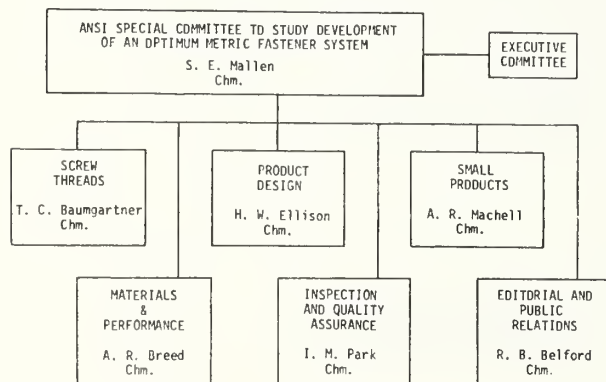 ANSI SPECIAL COMMITTEE TO STUDY DEVELOPMENT
OF AN OPTIMUM METRIC FASTENER SYSTEM
S. E. Mallen
Chm.
EXECUTIVE
COMMITTEE
SCREW
THREADS
T. C. Baumgartner
Chm.
PRODUCT
DESIGN
H. W. Ellison
Chm.
SMALL
PRODUCTS
A. R. Machell
Chm.
MATERIALS
&
PERFORMANCE
A. R. Breed
Chm.
INSPECTION
AND QUALITY
ASSURANCE
I. M. Park
Chm.
EDITORIAL AND
PUBLIC
RELATIONS
R. B. Belford
Chm.